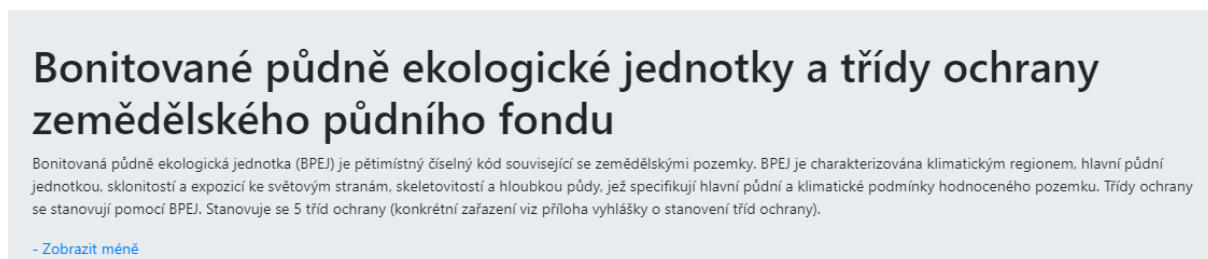 Bonitované půdně ekologické jednotky a třídy ochrany
zemědělského půdního fondu
Bonitovaná půdně ekologická jednotka (BPEJ) je pětimístný číselný kód související se zemědělskými pozemky. BPEJ je charakterizována klimatickým regionem, hlavní půdní
jednotkou, sklonitostí a expozicí ke světovým stranám, skeletovitostí a hloubkou půdy, jež specifikují hlavní půdní a klimatické podmínky hodnoceného pozemku. Třídy ochrany
se stanovují pomocí BPEJ. Stanovuje se 5 tříd ochrany (konkrétní zařazení viz příloha vyhlášky o stanovení tříd ochrany).
- Zobrazit méně